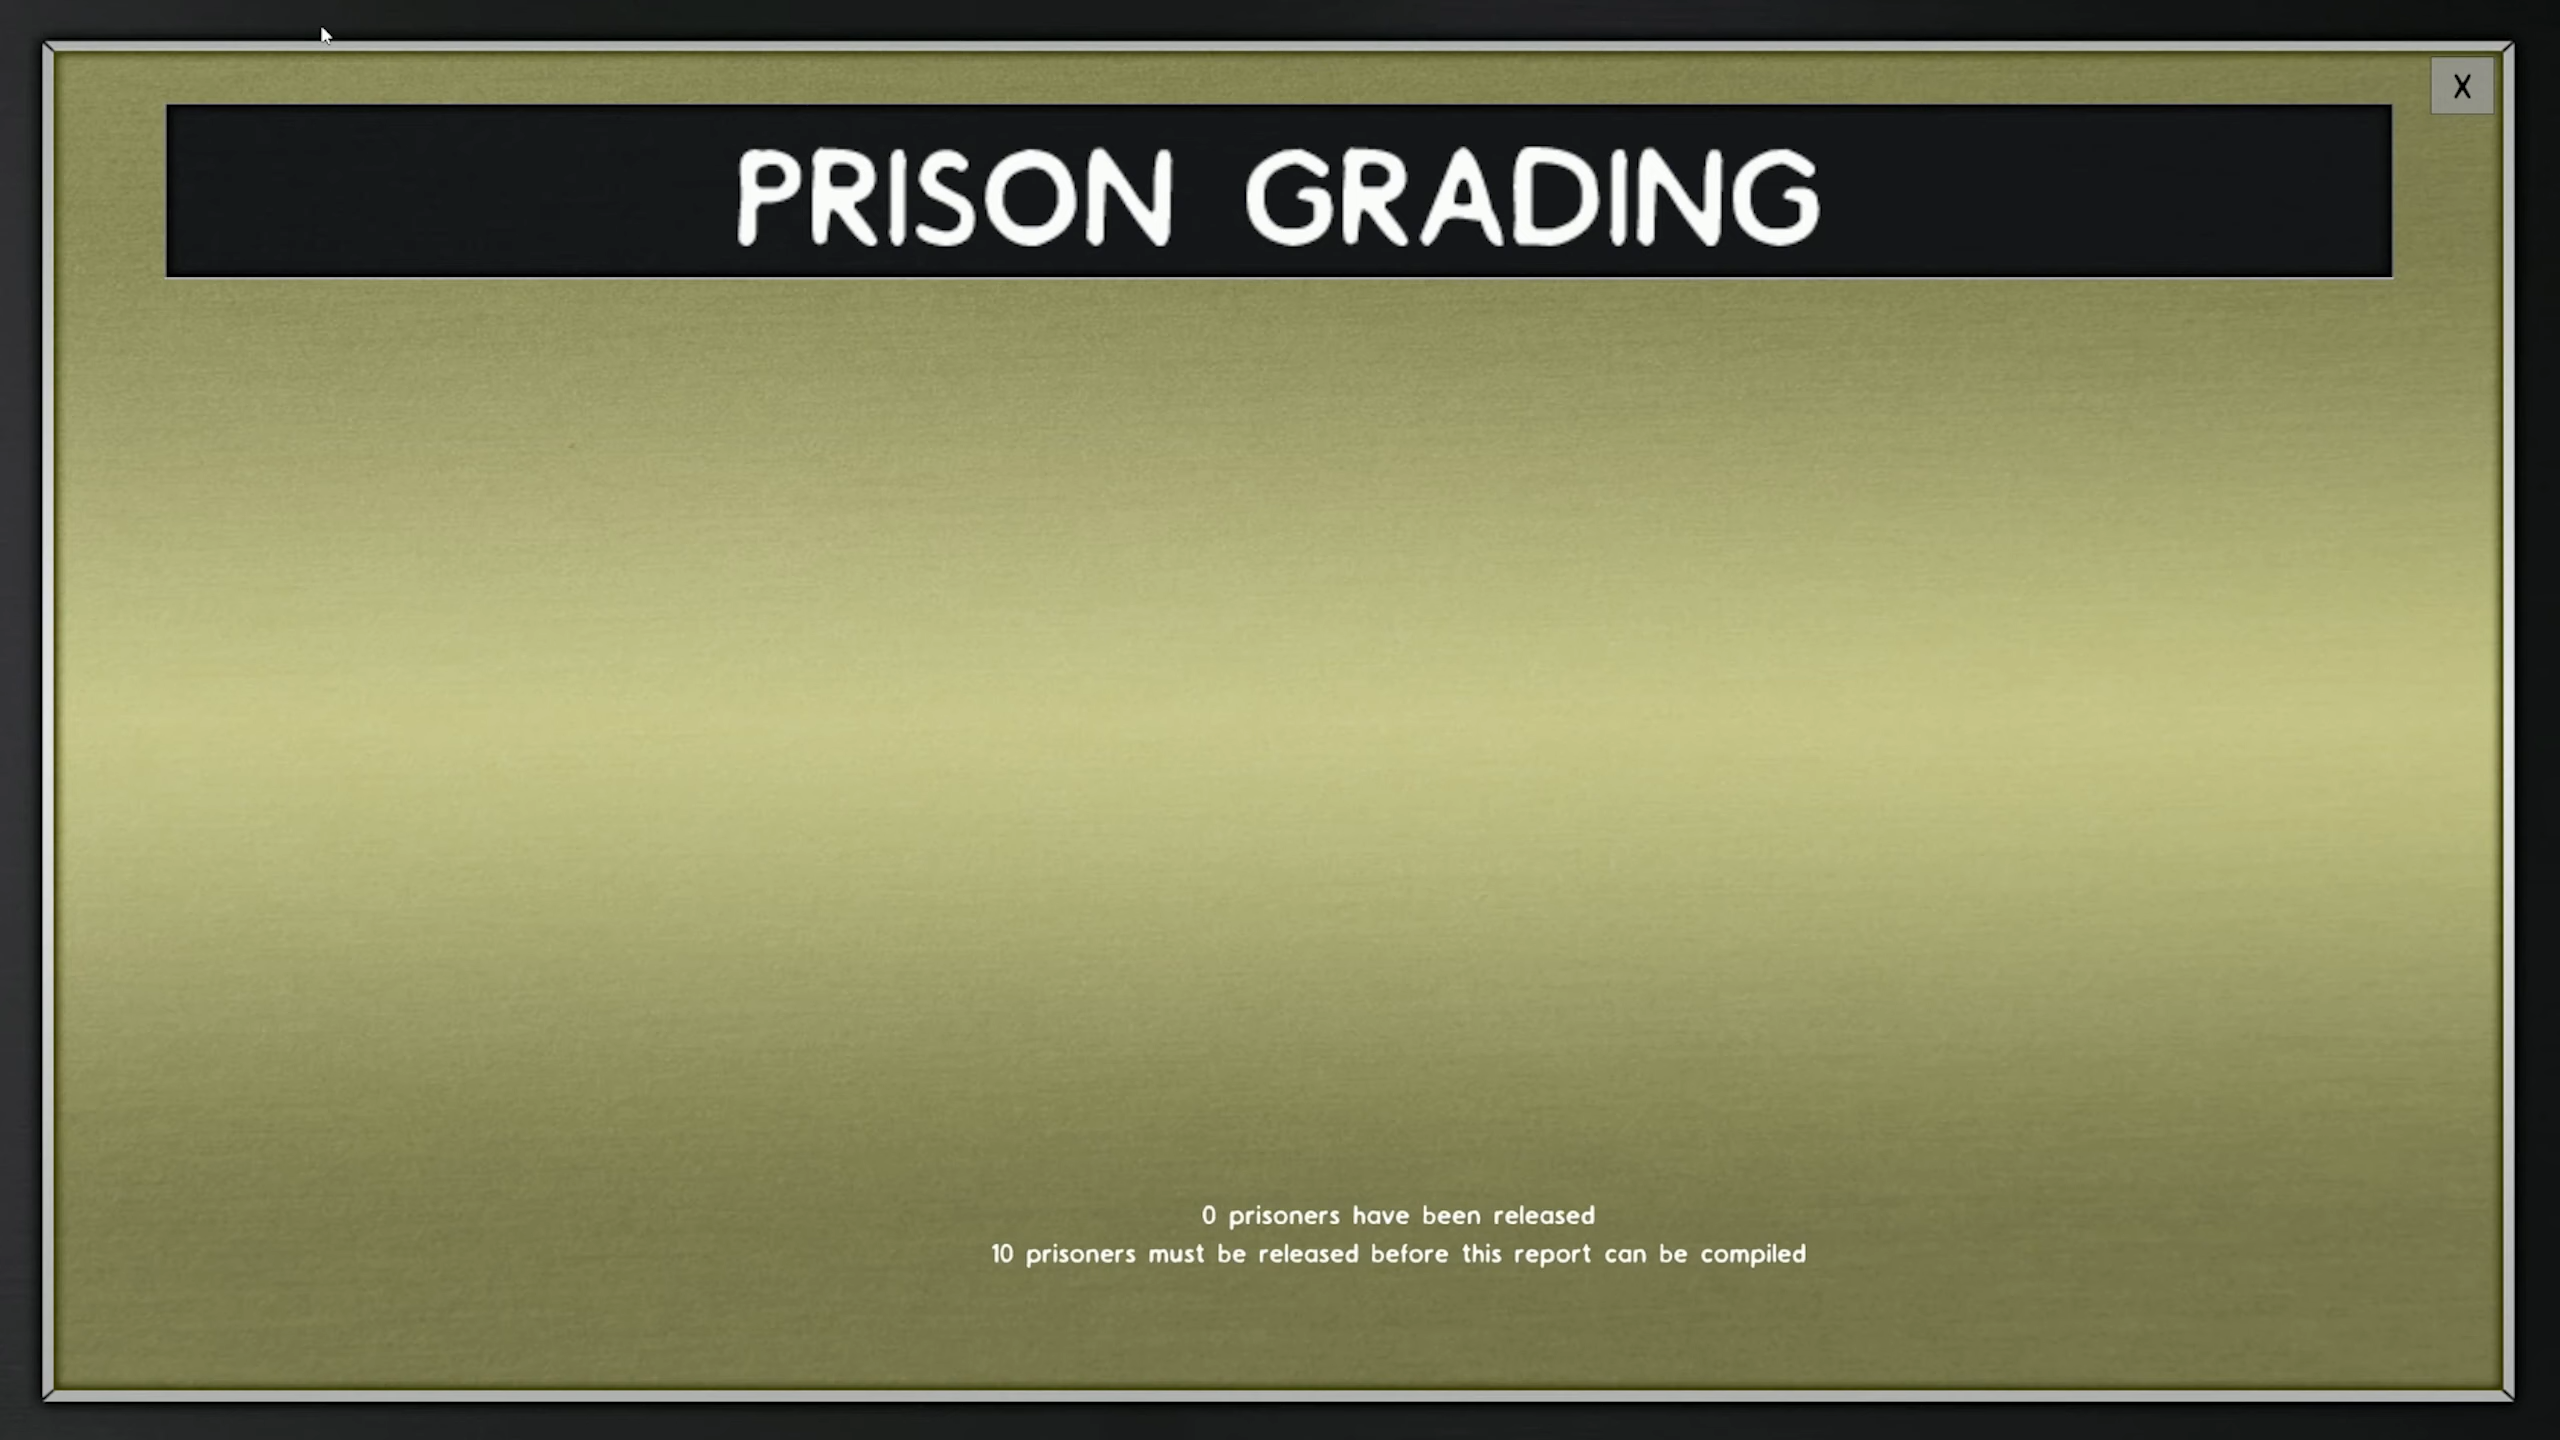 X
PRISON GRADING
0 prisoners have been released
10 prisoners must be released before this report can be compiled